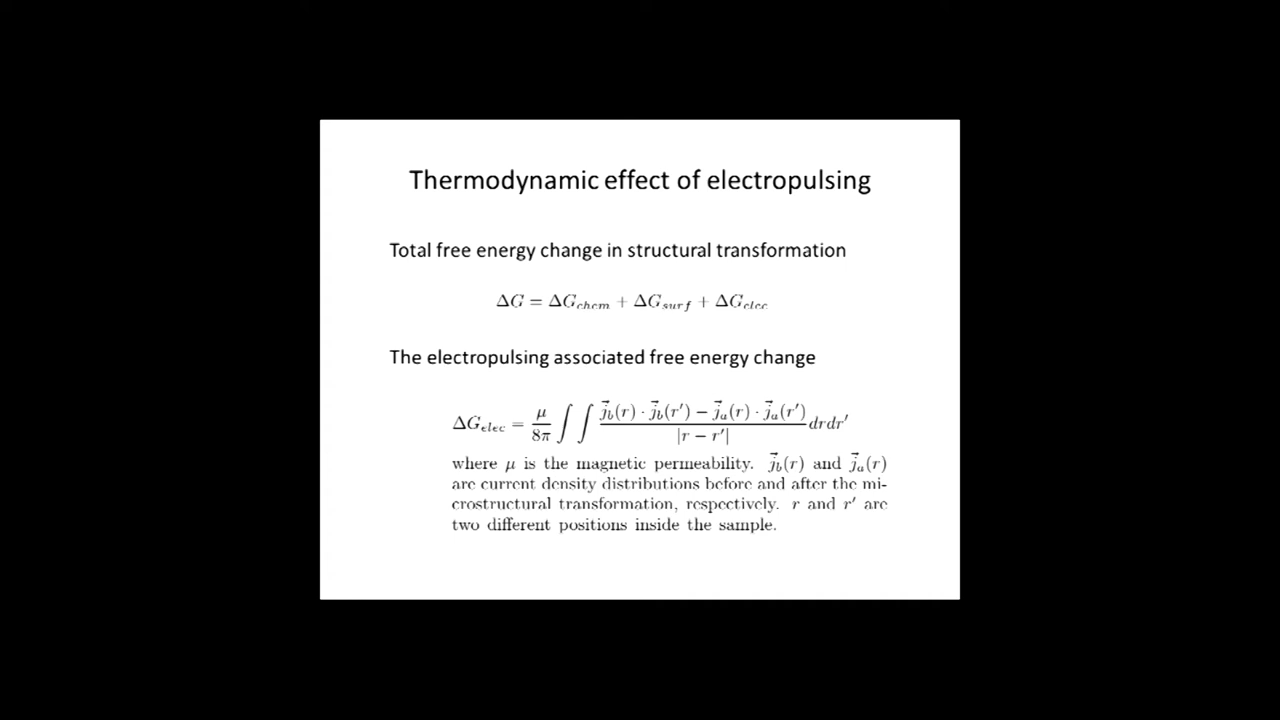 Thermodynamic effect of electropulsing
Total free energy change in structural transformation
ΔG = ΔG_chem + ΔG_surf + ΔG_elec
The electropulsing associated free energy change
ΔG_elec = μ/8π ∫∫ (j⃗_b(r) · j⃗_b(r′) − j⃗_a(r) · j⃗_a(r′))/|r − r′| drdr′
where μ is the magnetic permeability. j⃗_b(r) and j⃗_a(r)
are current density distributions before and after the mi-
crostructural transformation, respectively. r and r′ are
two different positions inside the sample.